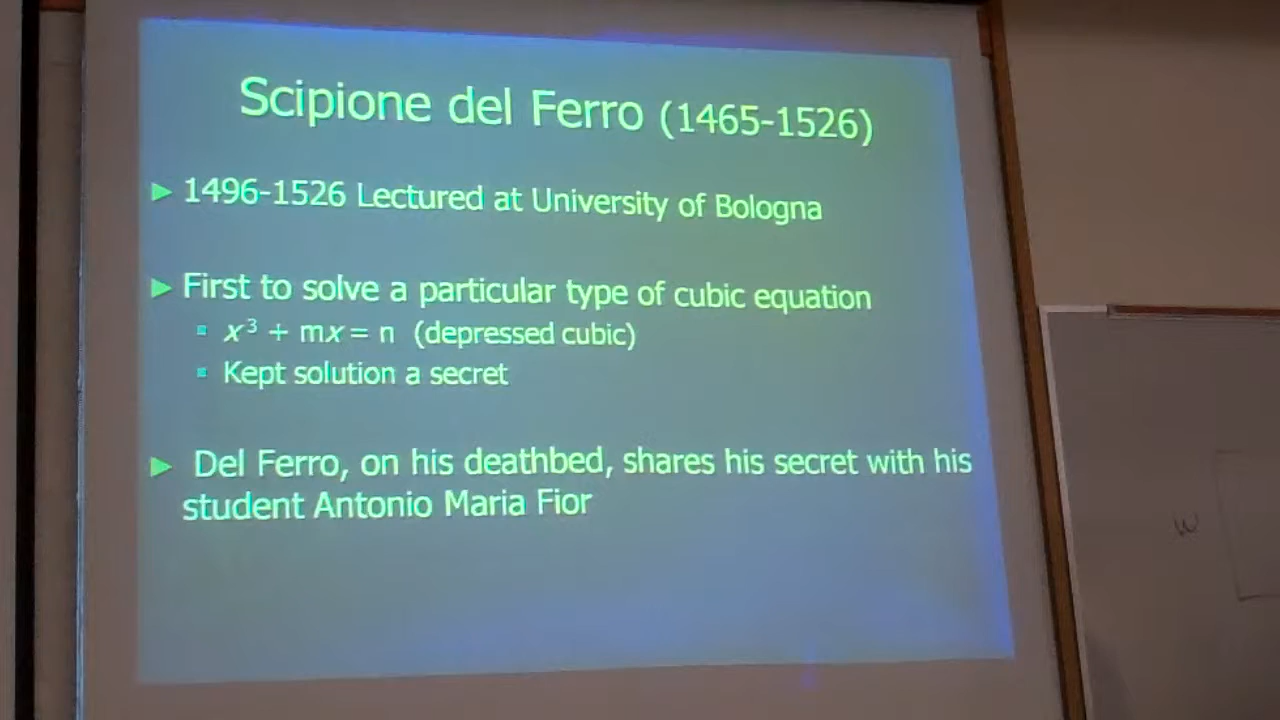 Scipione del Ferro (1465-1526)
► 1496-1526 Lectured at University of Bologna
► First to solve a particular type of cubic equation
▪ x³ + mx = n (depressed cubic)
▪ Kept solution a secret
► Del Ferro, on his deathbed, shares his secret with his
student Antonio Maria Fior
W